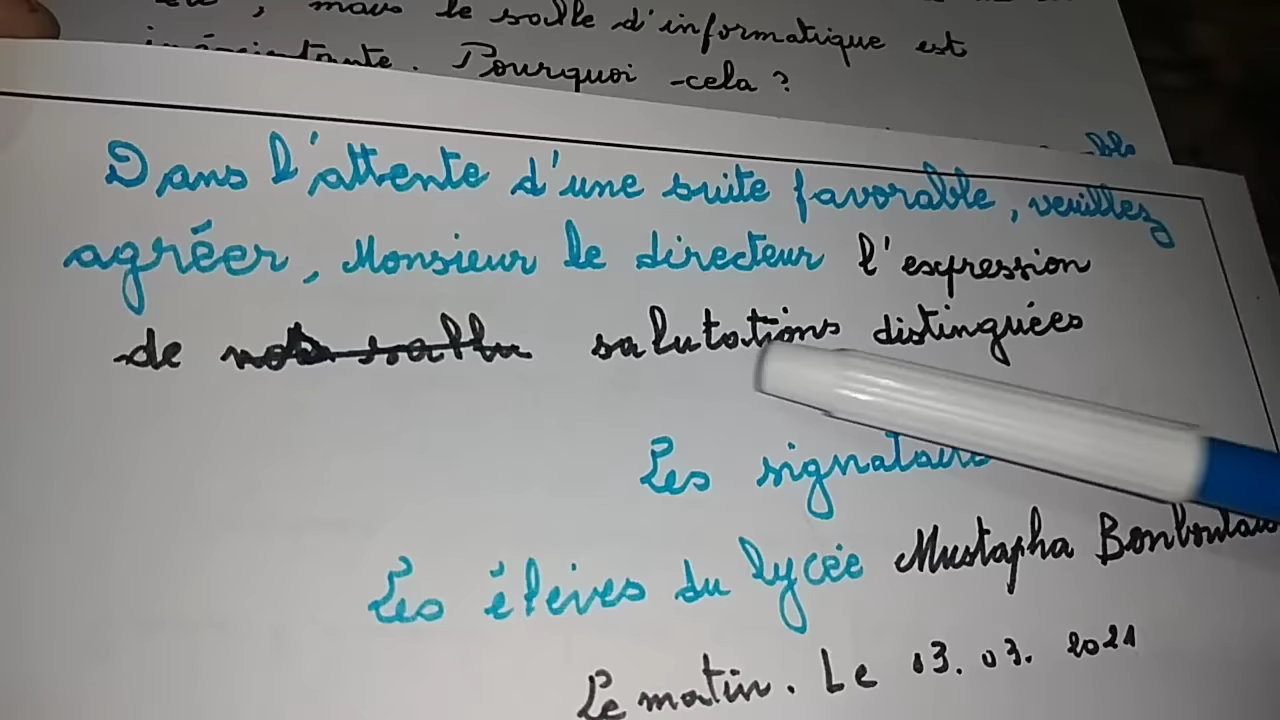 , mais la salle d'informatique est
inéxistante. Pourquoi cela ?
Dans l'attente d'une suite favorable, veuillez
agréer, Monsieur le directeur l'expression
de salutations distinguées
Les
Les élèves du lycée Mustapha
Le matin. Le 13.03. 2021